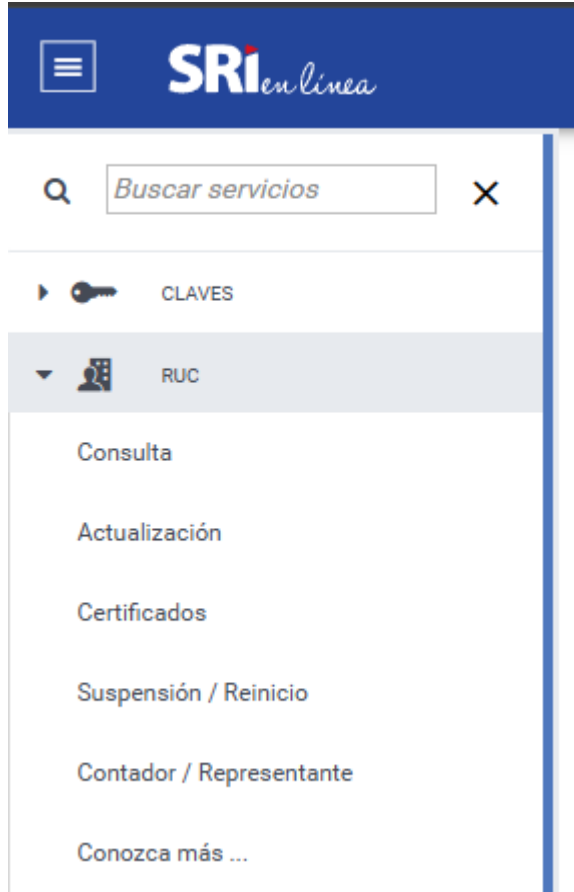 SRi en línea
Buscar servicios
CLAVES
RUC
Consulta
Actualización
Certificados
Suspensión / Reinicio
Contador / Representante
Conozca más ...